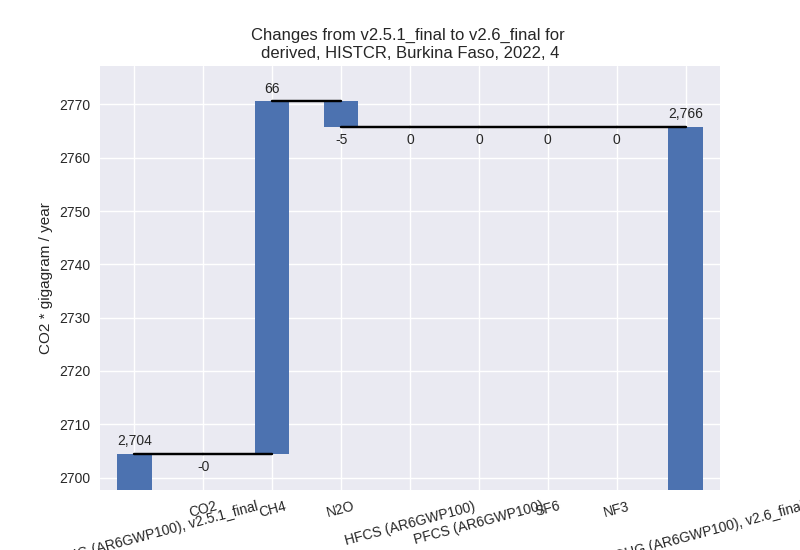 Changes from v2.5.1_final to v2.6_final for
derived, HISTCR, Burkina Faso, 2022, 4
CO2 * gigagram / year
2770
2760
2750
2740
2730
2720
2710
2700
2,704
-0
66
-5
0
0
0
0
2,766
(AR6GWP100), v2.5.1_final
CO2
CH4
N2O
HFCS (AR6GWP100)
PFCS (AR6GWP100)
SF6
NF3
(AR6GWP100), v2.6_final